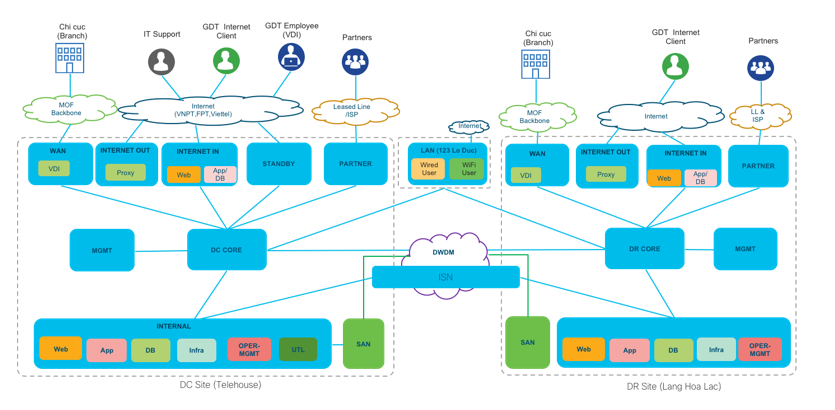 Chi cuc
(Branch)
IT Support
GDT Internet
Client
GDT Employee
(VDI)
Partners
Chi cuc
(Branch)
GDT Internet
Client
Partners
MOF
Backbone
Internet
(VNPT,FPT,Viettel)
Leased Line
/ISP
Internet
MOF
Backbone
Internet
LL &
ISP
WAN
VDI
INTERNET OUT
Proxy
INTERNET IN
Web
App/
DB
STANDBY
PARTNER
LAN (123 Lo Duc)
Wired
User
WiFi
User
WAN
VDI
INTERNET OUT
Proxy
INTERNET IN
Web
App/
DB
PARTNER
MGMT
DC CORE
DWDM
ISN
DR CORE
MGMT
INTERNAL
Web
App
DB
Infra
OPER-
MGMT
UTL
SAN
SAN
Web
App
DB
Infra
OPER-
MGMT
DC Site (Telehouse)
DR Site (Lang Hoa Lac)